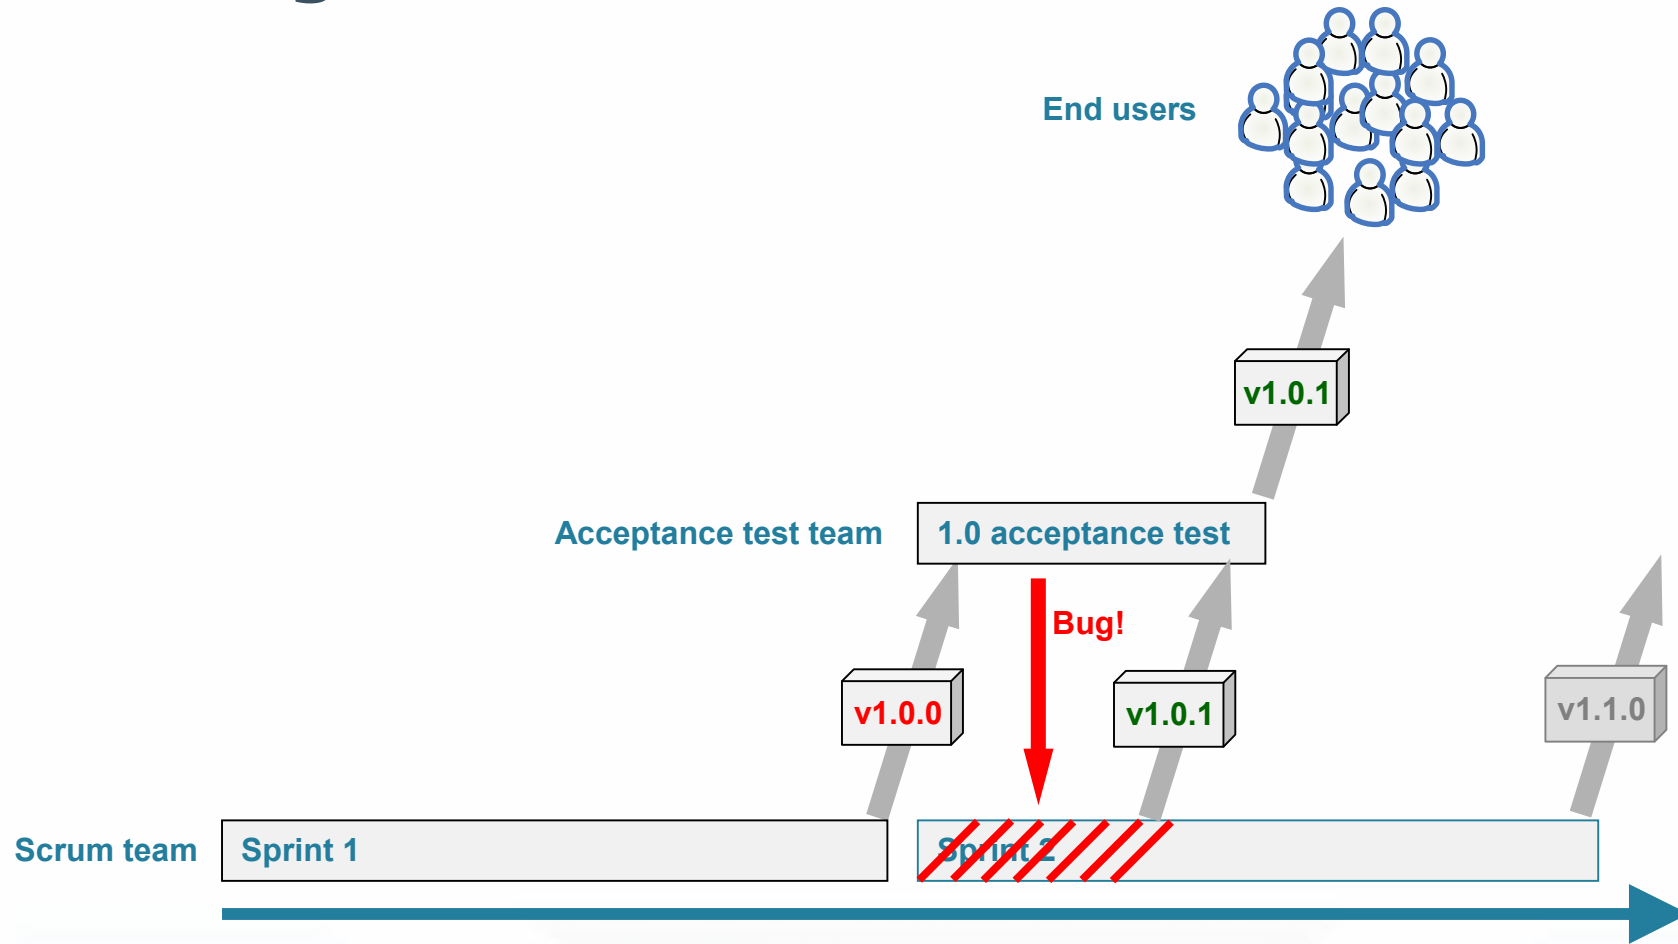 End users
v1.0.1
Acceptance test team
1.0 acceptance test
Bug!
v1.0.0
v1.0.1
v1.1.0
Scrum team
Sprint 1
Sprint 2